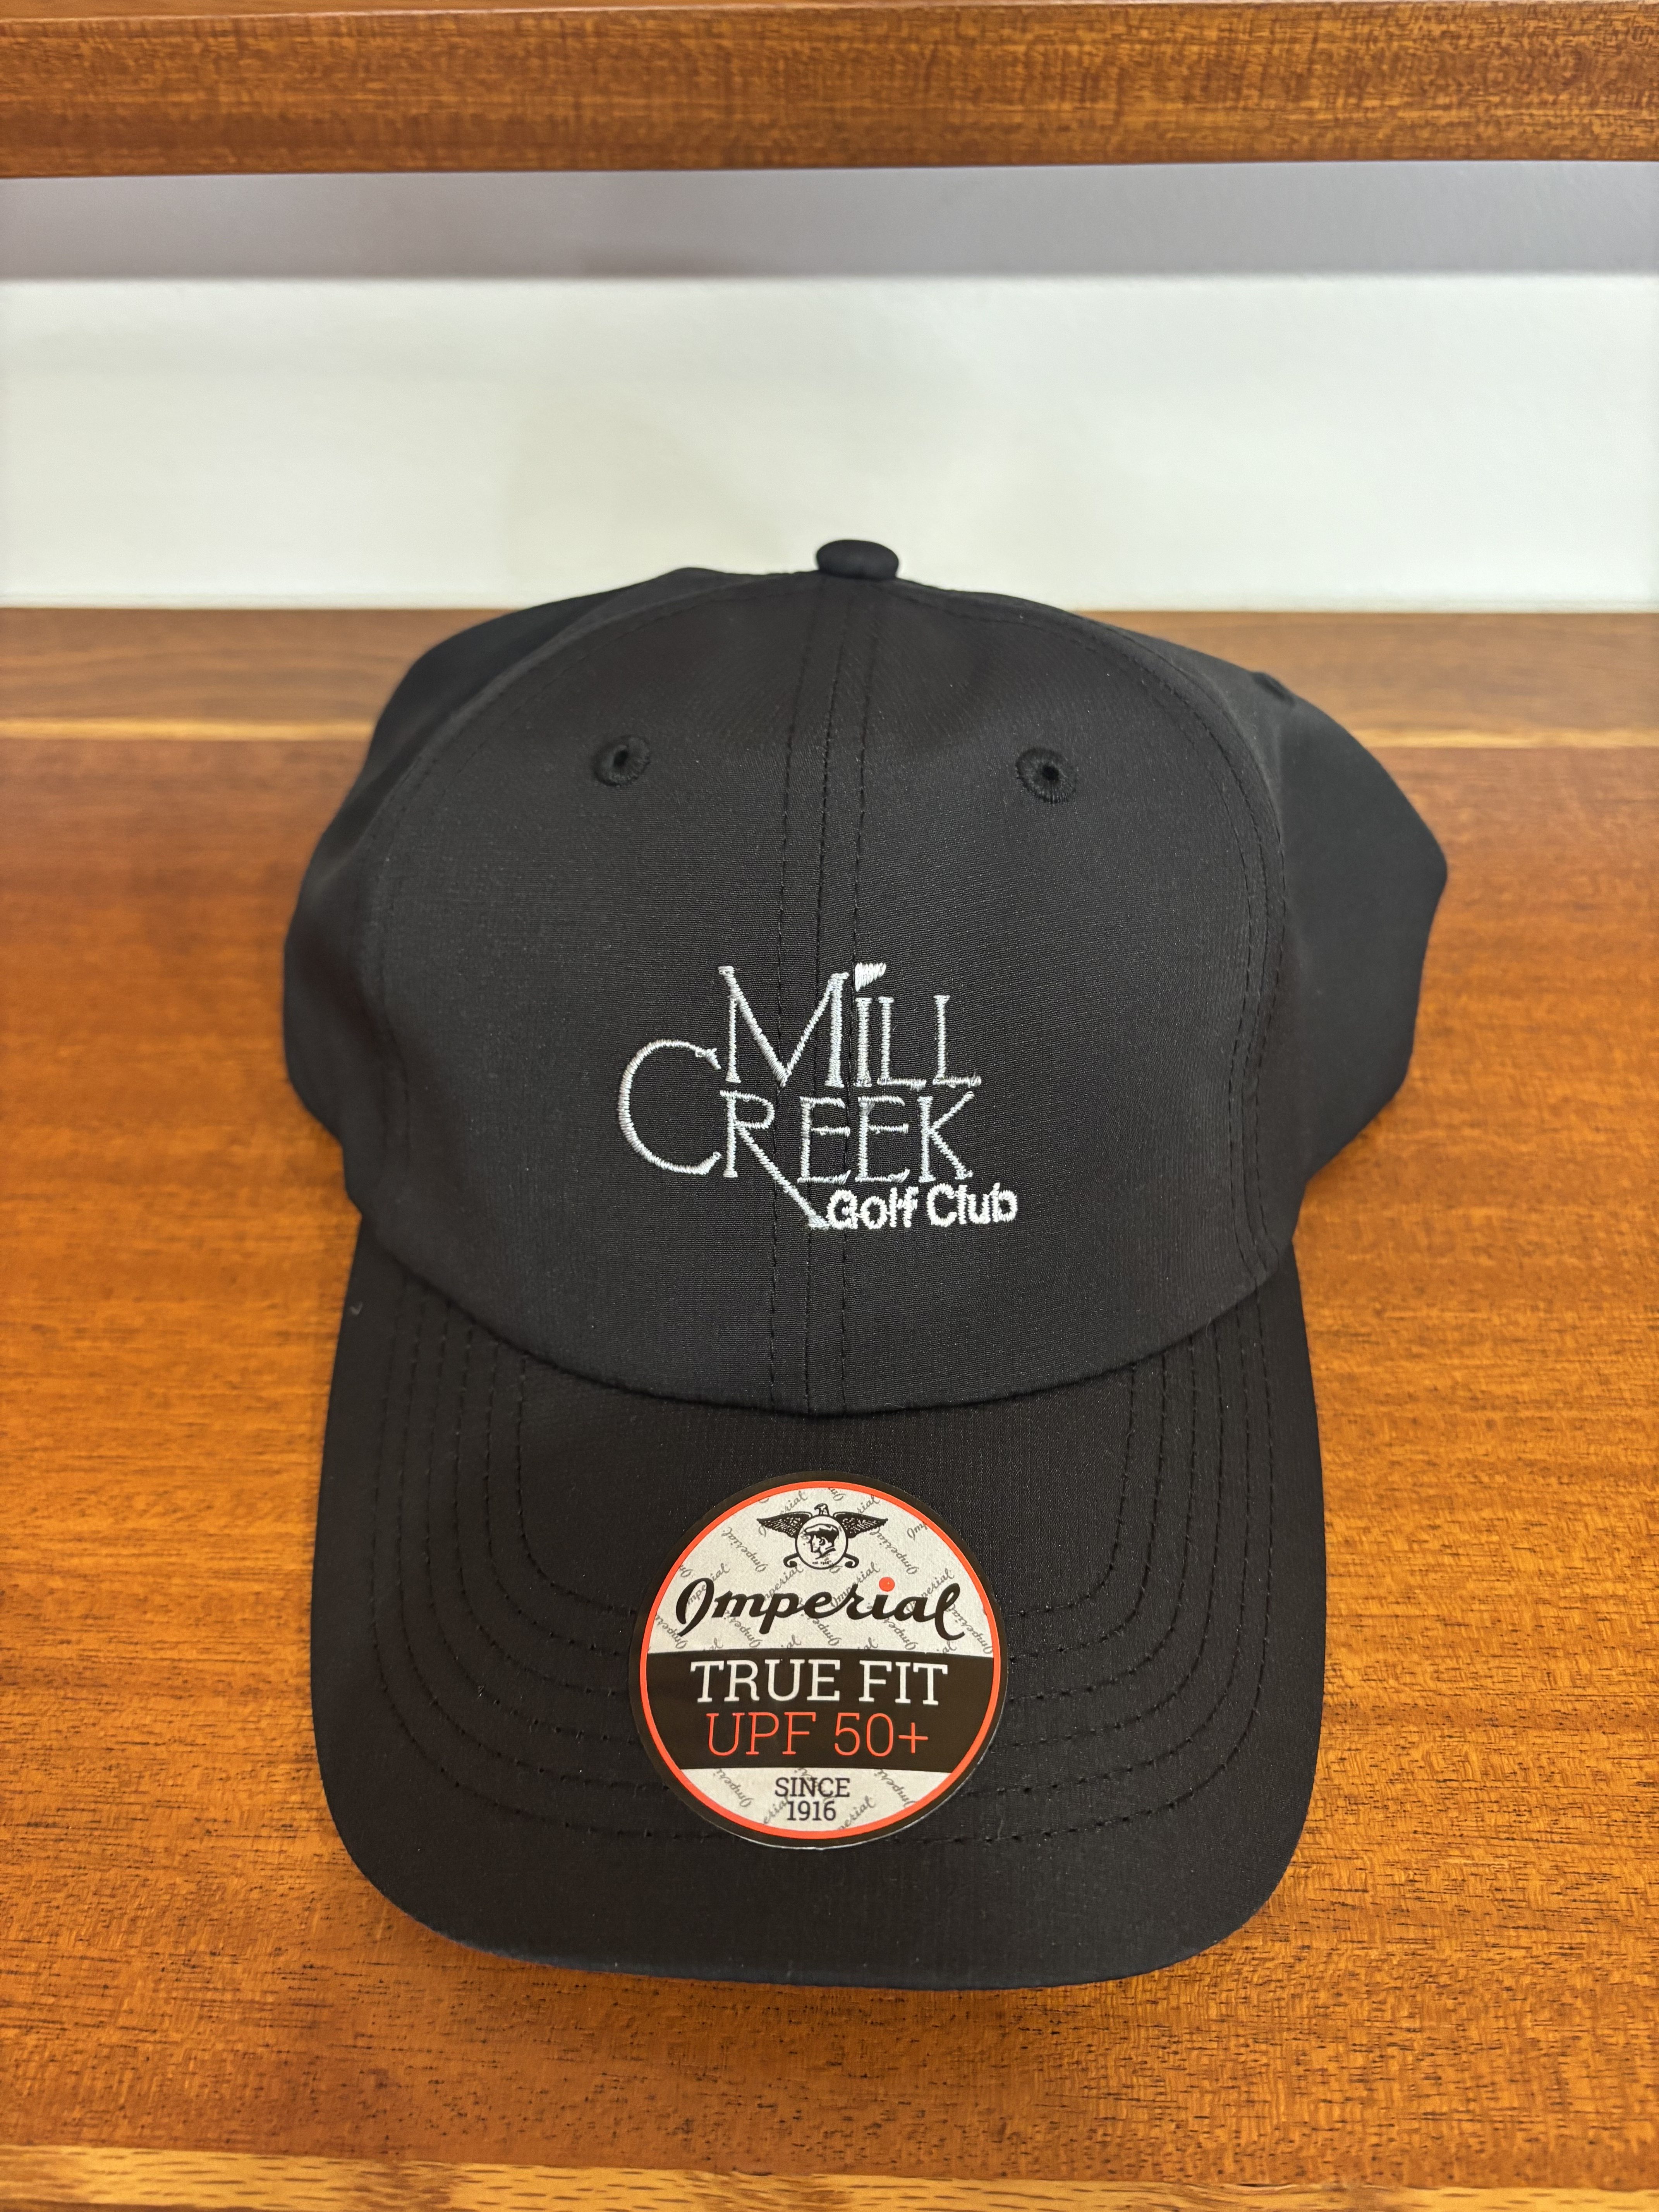 MiLL
CREEK
Golf Club
Imperial
TRUE FIT
UPF 50+
SINCE
1916